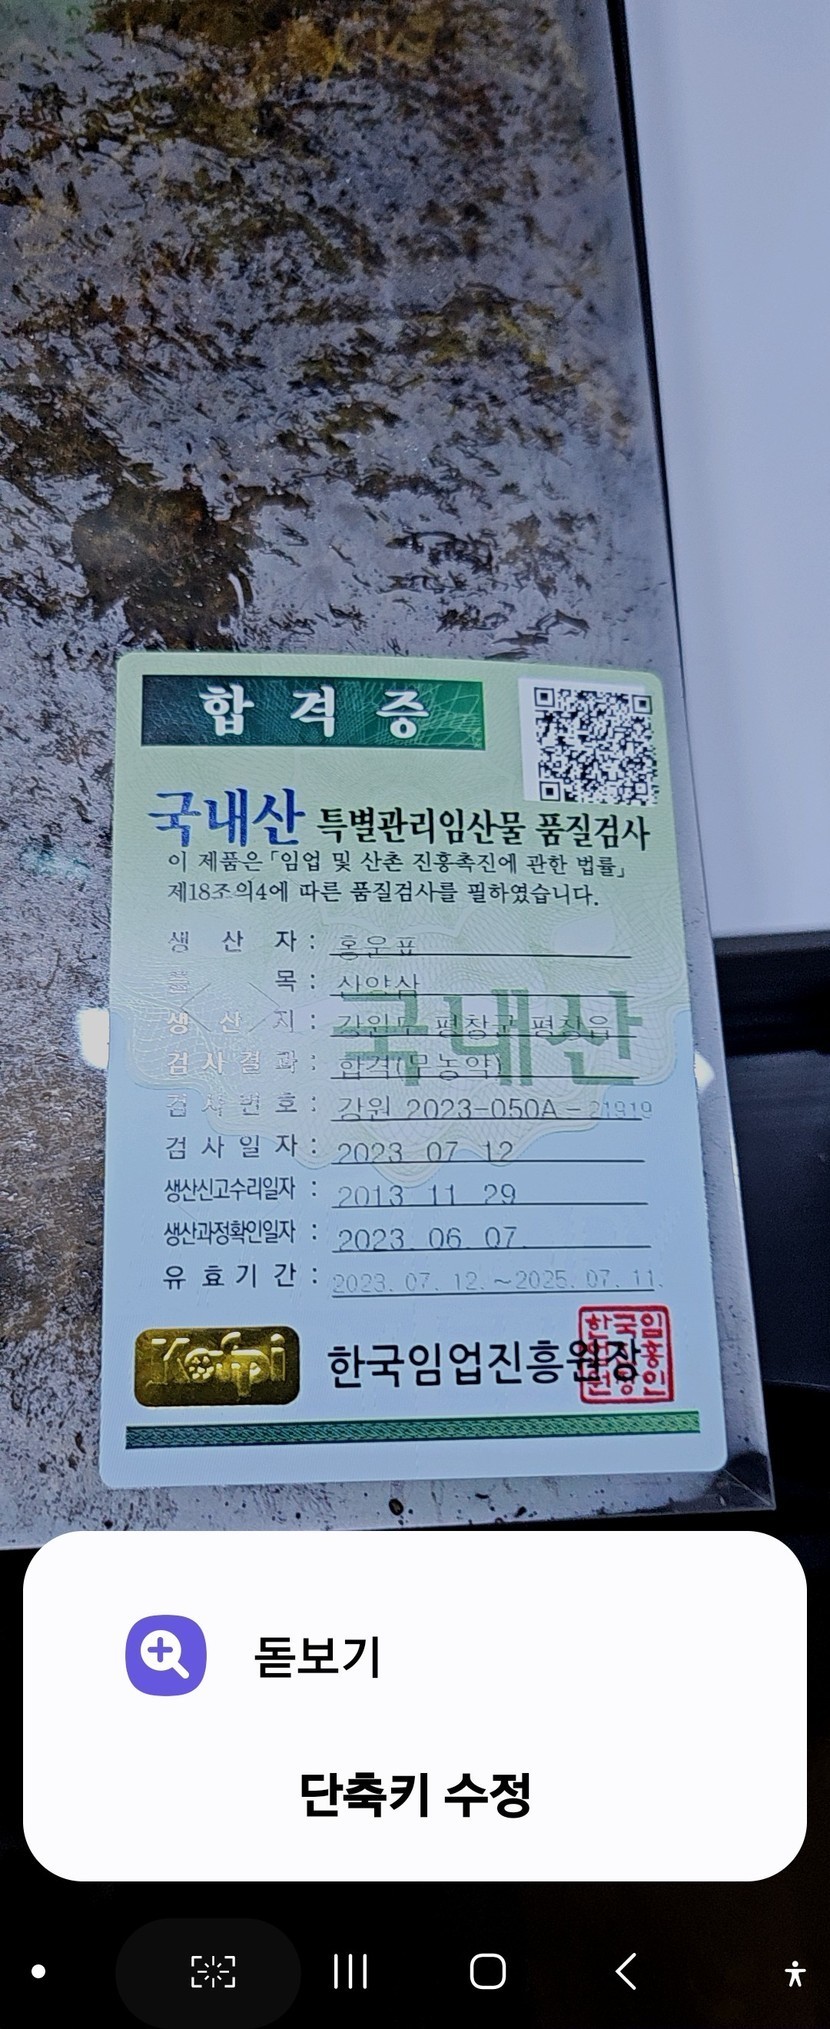 합격증
국내산 특별관리임산물 품질검사
이 제품은 「임업 및 산촌 진흥촉진에 관한 법률」
제18조의4에 따른 품질검사를 필하였습니다.
생 산 자 : 홍운표
품 목 : 산양삼
생 산 지 : 강원도 평창군 평창읍
검사결과 : 합격(무농약)
검사번호 : 강원 2023-050A-21919
검사일자 : 2023 07 12
생산신고수리일자 : 2013 11 29
생산과정확인일자 : 2023. 06. 07.
유효기간 : 2023. 07. 12.~2025. 07. 11.
국내산
Kofpi 한국임업진흥원장
한국임업진흥원장인
돋보기
단축키 수정